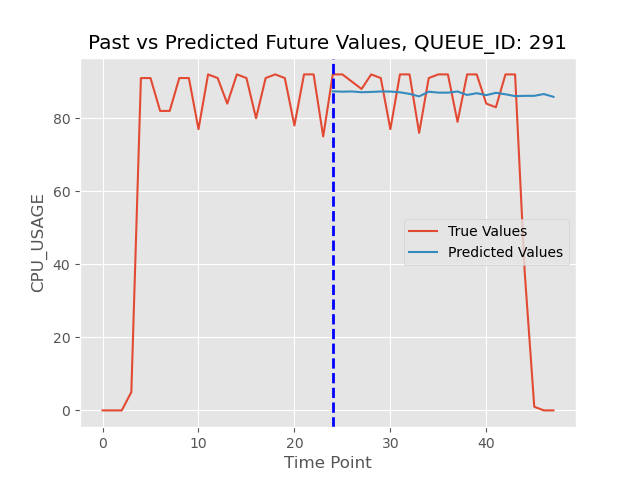 Past vs Predicted Future Values, QUEUE_ID: 291
CPU_USAGE
80
60
40
20
0
True Values
Predicted Values
0 10 20 30 40
Time Point